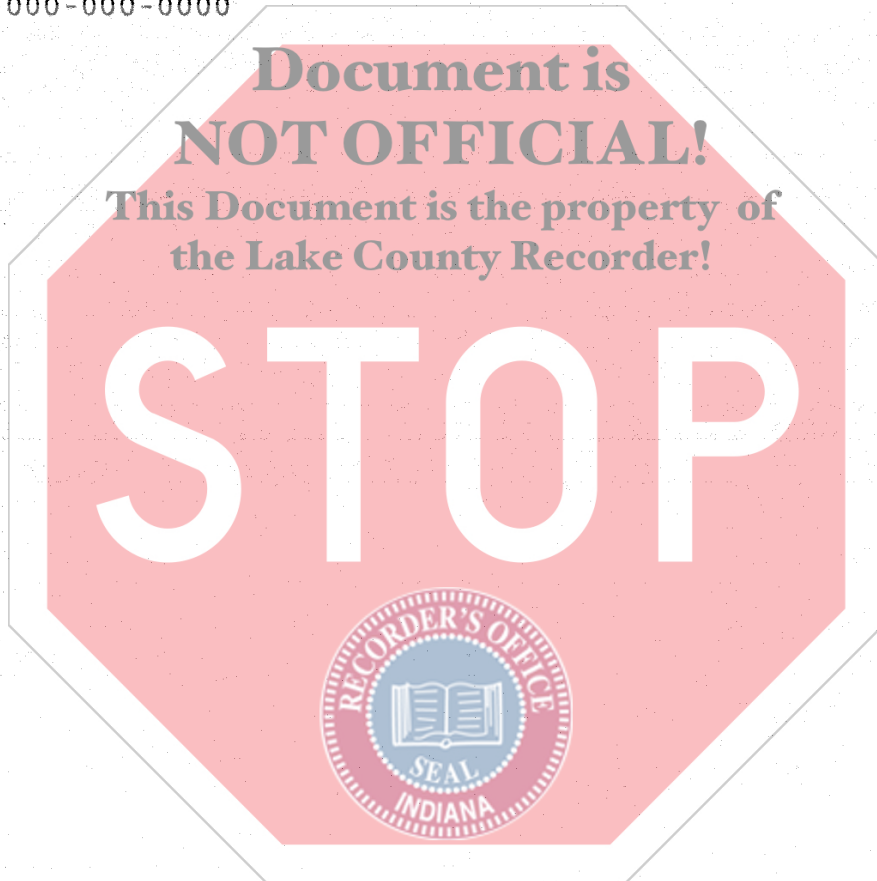 000-000-0000
Document is
NOT OFFICIAL!
This Document is the property of
the Lake County Recorder!
STOP
RECORDER'S OFFICE
SEAL
INDIANA